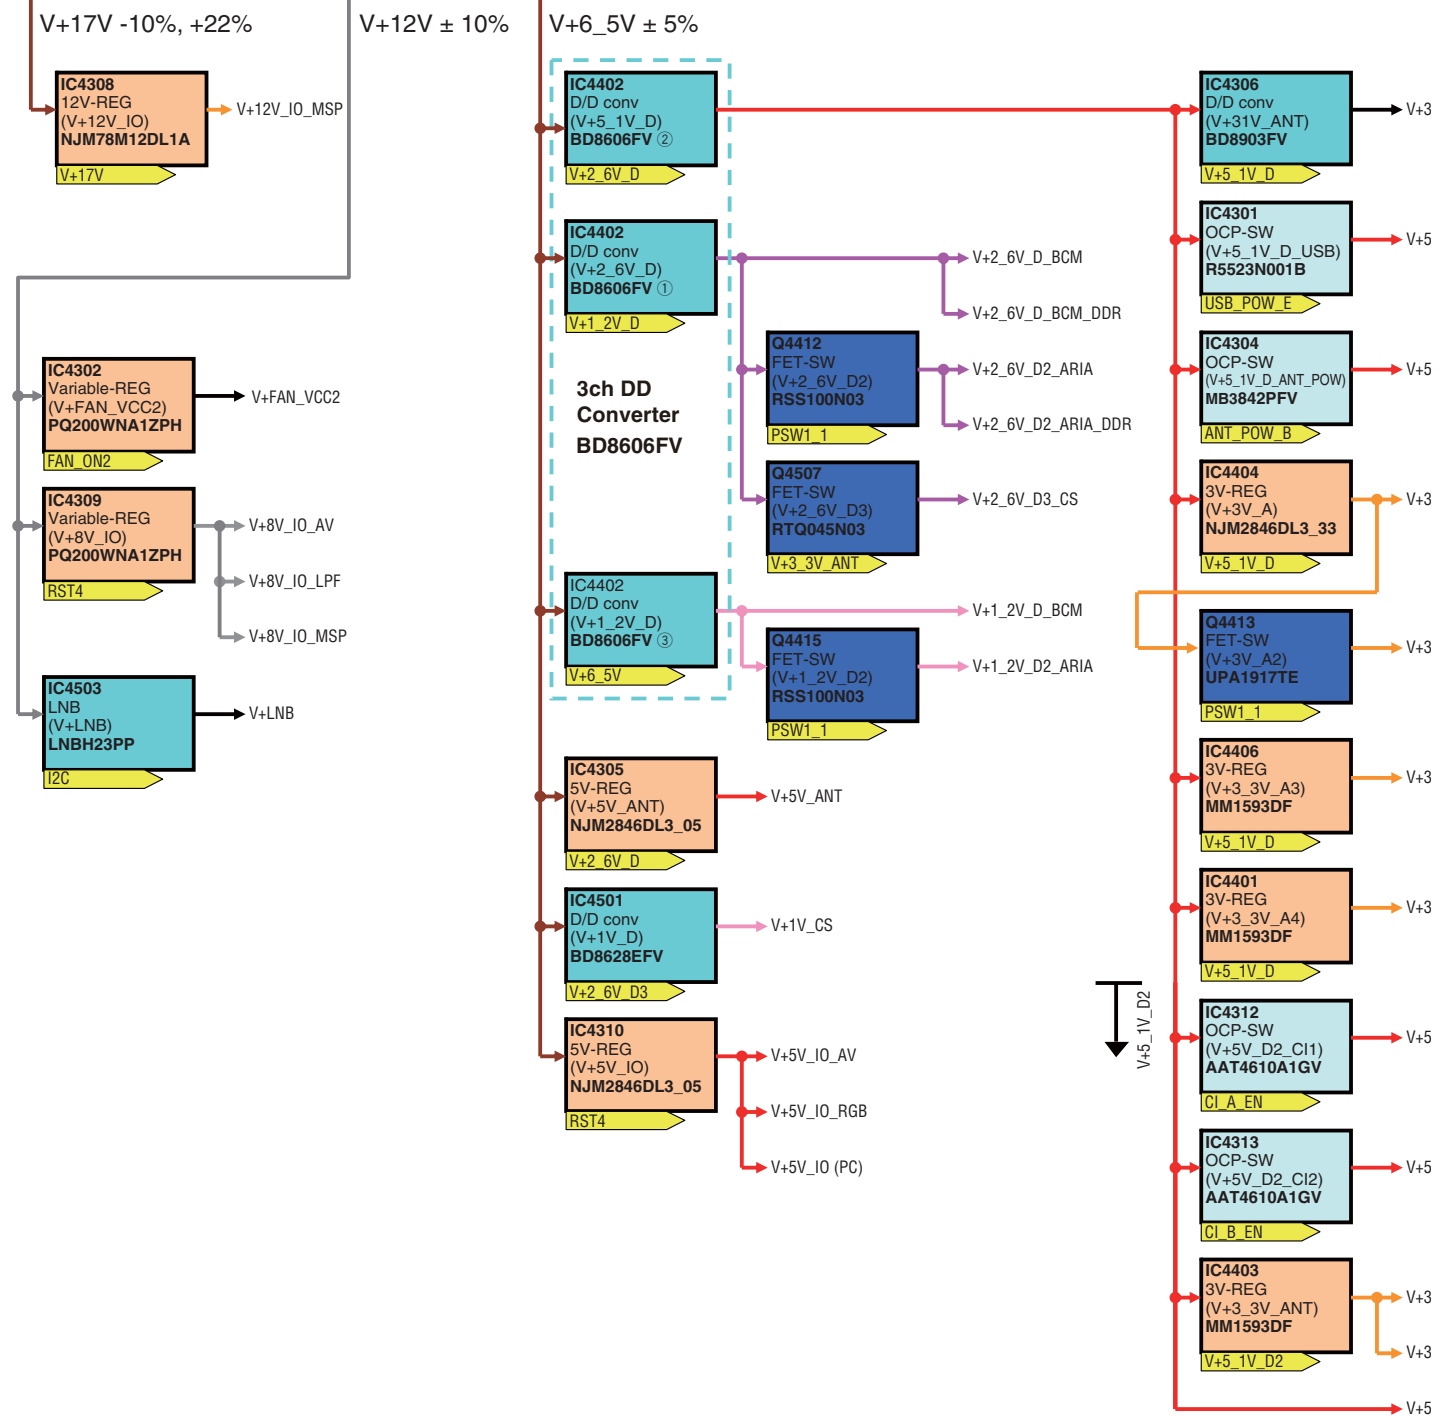 V+17V -10%, +22%
V+12V ± 10%
V+6_5V ± 5%
IC4308
12V-REG
(V+12V_IO)
NJM78M12DL1A
V+17V
V+12V_IO_MSP
IC4302
Variable-REG
(V+FAN_VCC2)
PQ200WNA1ZPH
FAN_ON2
V+FAN_VCC2
IC4309
Variable-REG
(V+8V_IO)
PQ200WNA1ZPH
RST4
V+8V_IO_AV
V+8V_IO_LPF
V+8V_IO_MSP
IC4503
LNB
(V+LNB)
LNBH23PP
I2C
V+LNB
IC4402
D/D conv
(V+5_1V_D)
BD8606FV ②
V+2_6V_D
IC4402
D/D conv
(V+2_6V_D)
BD8606FV ①
V+1_2V_D
3ch DD
Converter
BD8606FV
IC4402
D/D conv
(V+1_2V_D)
BD8606FV ③
V+6_5V
V+2_6V_D_BCM
V+2_6V_D_BCM_DDR
Q4412
FET-SW
(V+2_6V_D2)
RSS100N03
PSW1_1
V+2_6V_D2_ARIA
V+2_6V_D2_ARIA_DDR
Q4507
FET-SW
(V+2_6V_D3)
RTQ045N03
V+3_3V_ANT
V+2_6V_D3_CS
V+1_2V_D_BCM
Q4415
FET-SW
(V+1_2V_D2)
RSS100N03
PSW1_1
V+1_2V_D2_ARIA
IC4305
5V-REG
(V+5V_ANT)
NJM2846DL3_05
V+2_6V_D
V+5V_ANT
IC4501
D/D conv
(V+1V_D)
BD8628EFV
V+2_6V_D3
V+1V_CS
IC4310
5V-REG
(V+5V_IO)
NJM2846DL3_05
RST4
V+5V_IO_AV
V+5V_IO_RGB
V+5V_IO (PC)
IC4306
D/D conv
(V+31V_ANT)
BD8903FV
V+5_1V_D
V+3
IC4301
OCP-SW
(V+5_1V_D_USB)
R5523N001B
USB_POW_E
V+5
IC4304
OCP-SW
(V+5_1V_D_ANT_POW)
MB3842PFV
ANT_POW_B
V+5
IC4404
3V-REG
(V+3V_A)
NJM2846DL3_33
V+5_1V_D
V+3
Q4413
FET-SW
(V+3V_A2)
UPA1917TE
PSW1_1
V+3
IC4406
3V-REG
(V+3_3V_A3)
MM1593DF
V+5_1V_D
V+3
IC4401
3V-REG
(V+3_3V_A4)
MM1593DF
V+5_1V_D
V+3
V+5_1V_D2
IC4312
OCP-SW
(V+5V_D2_CI1)
AAT4610A1GV
CI_A_EN
V+5
IC4313
OCP-SW
(V+5V_D2_CI2)
AAT4610A1GV
CI_B_EN
V+5
IC4403
3V-REG
(V+3_3V_ANT)
MM1593DF
V+5_1V_D2
V+3
V+3
V+5